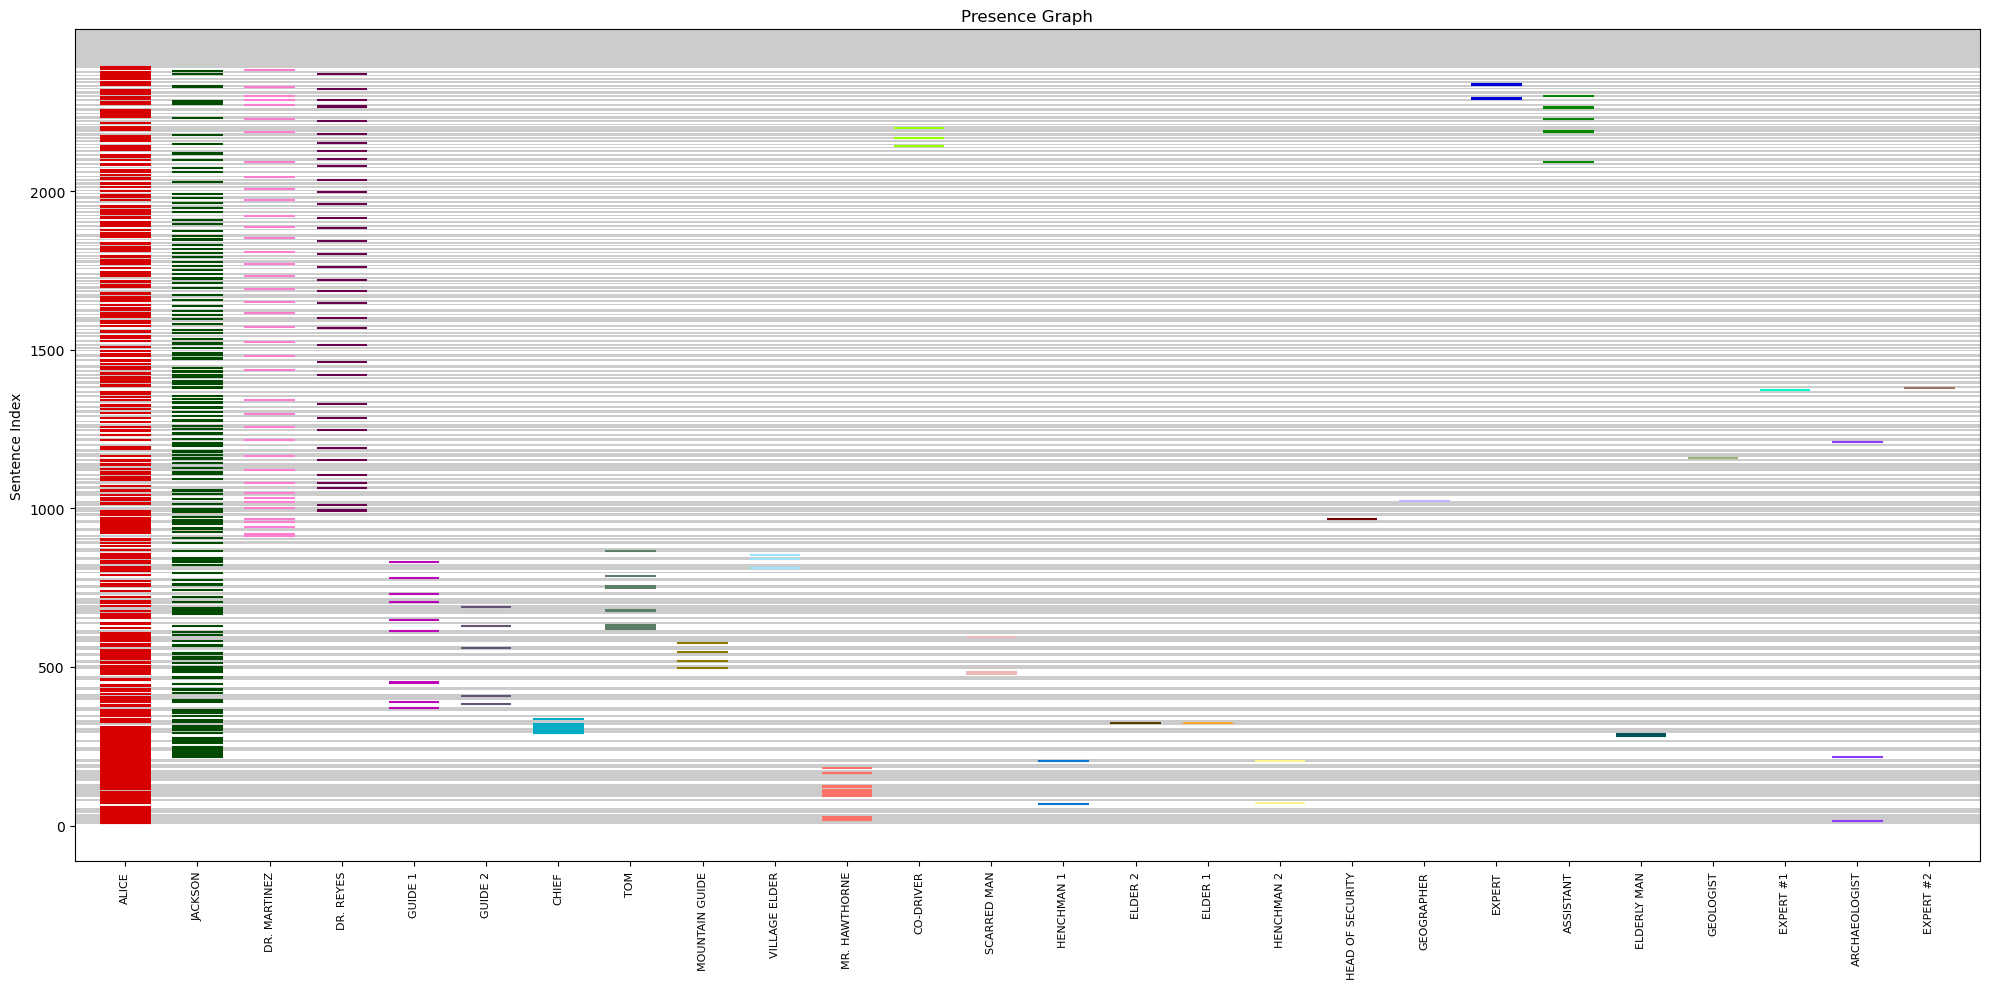 Presence Graph
Sentence Index
2000
1500
1000
500
0
ALICE
JACKSON
DR. MARTINEZ
DR. REYES
GUIDE 1
GUIDE 2
CHIEF
TOM
MOUNTAIN GUIDE
VILLAGE ELDER
MR. HAWTHORNE
CO-DRIVER
SCARRED MAN
HENCHMAN 1
ELDER 2
ELDER 1
HENCHMAN 2
HEAD OF SECURITY
GEOGRAPHER
EXPERT
ASSISTANT
ELDERLY MAN
GEOLOGIST
EXPERT #1
ARCHAEOLOGIST
EXPERT #2